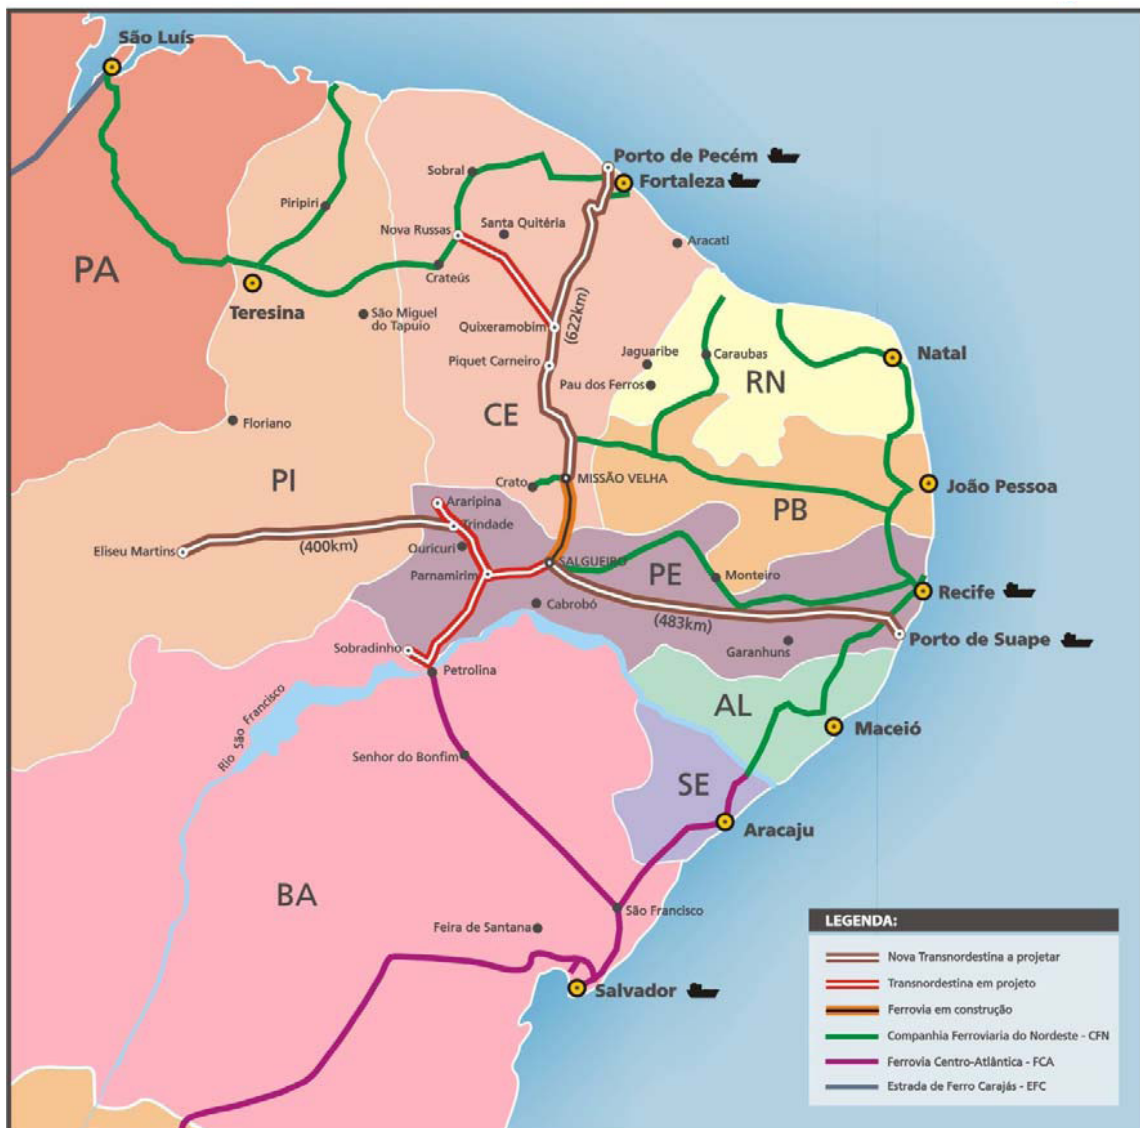 São Luís
Porto de Pecém
Sobral
Fortaleza
Piripiri
Santa Quitéria
Nova Russas
Aracati
PA
Crateús
(622km)
Teresina
São Miguel
do Tapuio
Quixeramobim
Piquet Carneiro
Jaguaribe
Caraubas
Natal
RN
Pau dos Ferros
CE
Floriano
PI
Crato
MISSÃO VELHA
João Pessoa
Araripina
PB
Trindade
Eliseu Martins
(400km)
Ouricuri
SALGUEIRO
Parnamirim
PE
Monteiro
Recife
Cabrobó
(483km)
Porto de Suape
Sobradinho
Garanhuns
Petrolina
Rio São Francisco
AL
Maceió
Senhor do Bonfim
SE
Aracaju
BA
São Francisco
Feira de Santana
Salvador
LEGENDA:
Nova Transnordestina a projetar
Transnordestina em projeto
Ferrovia em construção
Companhia Ferroviaria do Nordeste - CFN
Ferrovia Centro-Atlântica - FCA
Estrada de Ferro Carajás - EFC